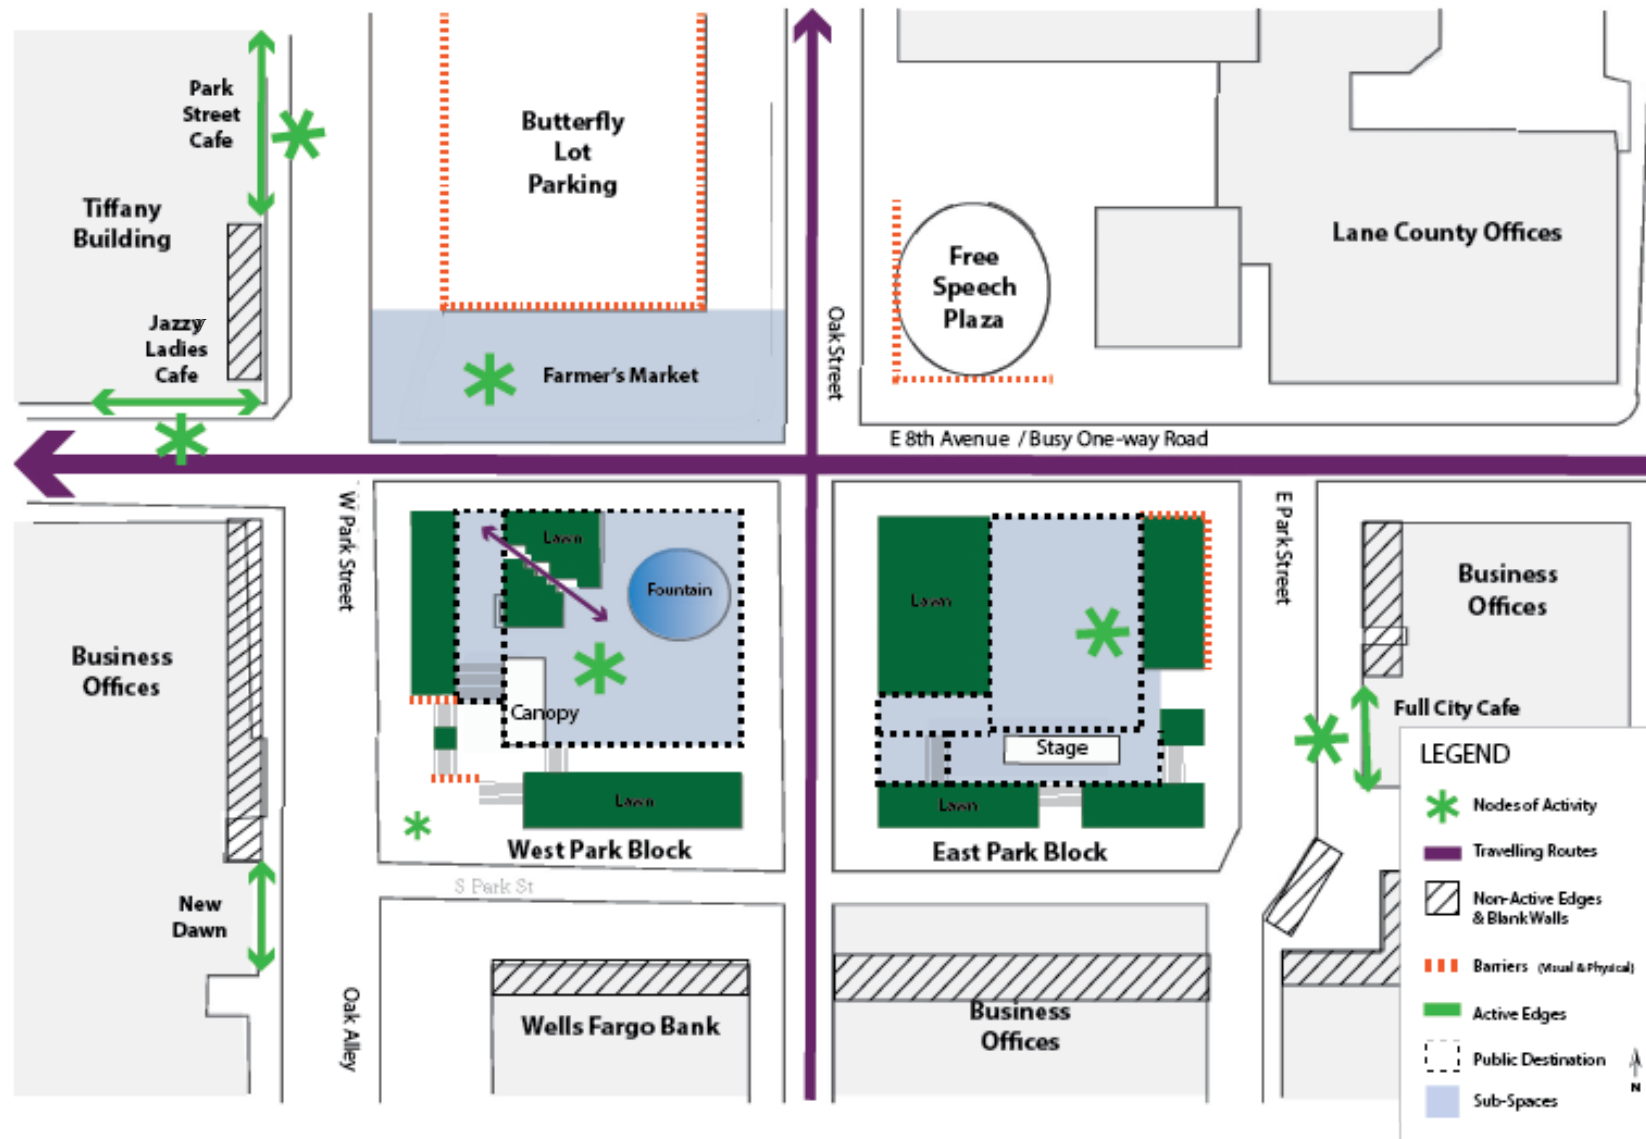 Park
Street
Cafe
Tiffany
Building
Jazzy
Ladies
Cafe
Butterfly
Lot
Parking
Farmer's Market
Oak Street
Free
Speech
Plaza
Lane County Offices
E 8th Avenue / Busy One-way Road
W Park Street
Lawn
Fountain
Canopy
Lawn
West Park Block
Lawn
Stage
Lawn
East Park Block
E Park Street
Business
Offices
Full City Cafe
Business
Offices
New
Dawn
S Park St
Oak Alley
Wells Fargo Bank
Business
Offices
LEGEND
Nodes of Activity
Travelling Routes
Non-Active Edges
& Blank Walls
Barriers (Visual & Physical)
Active Edges
Public Destination
Sub-Spaces
N